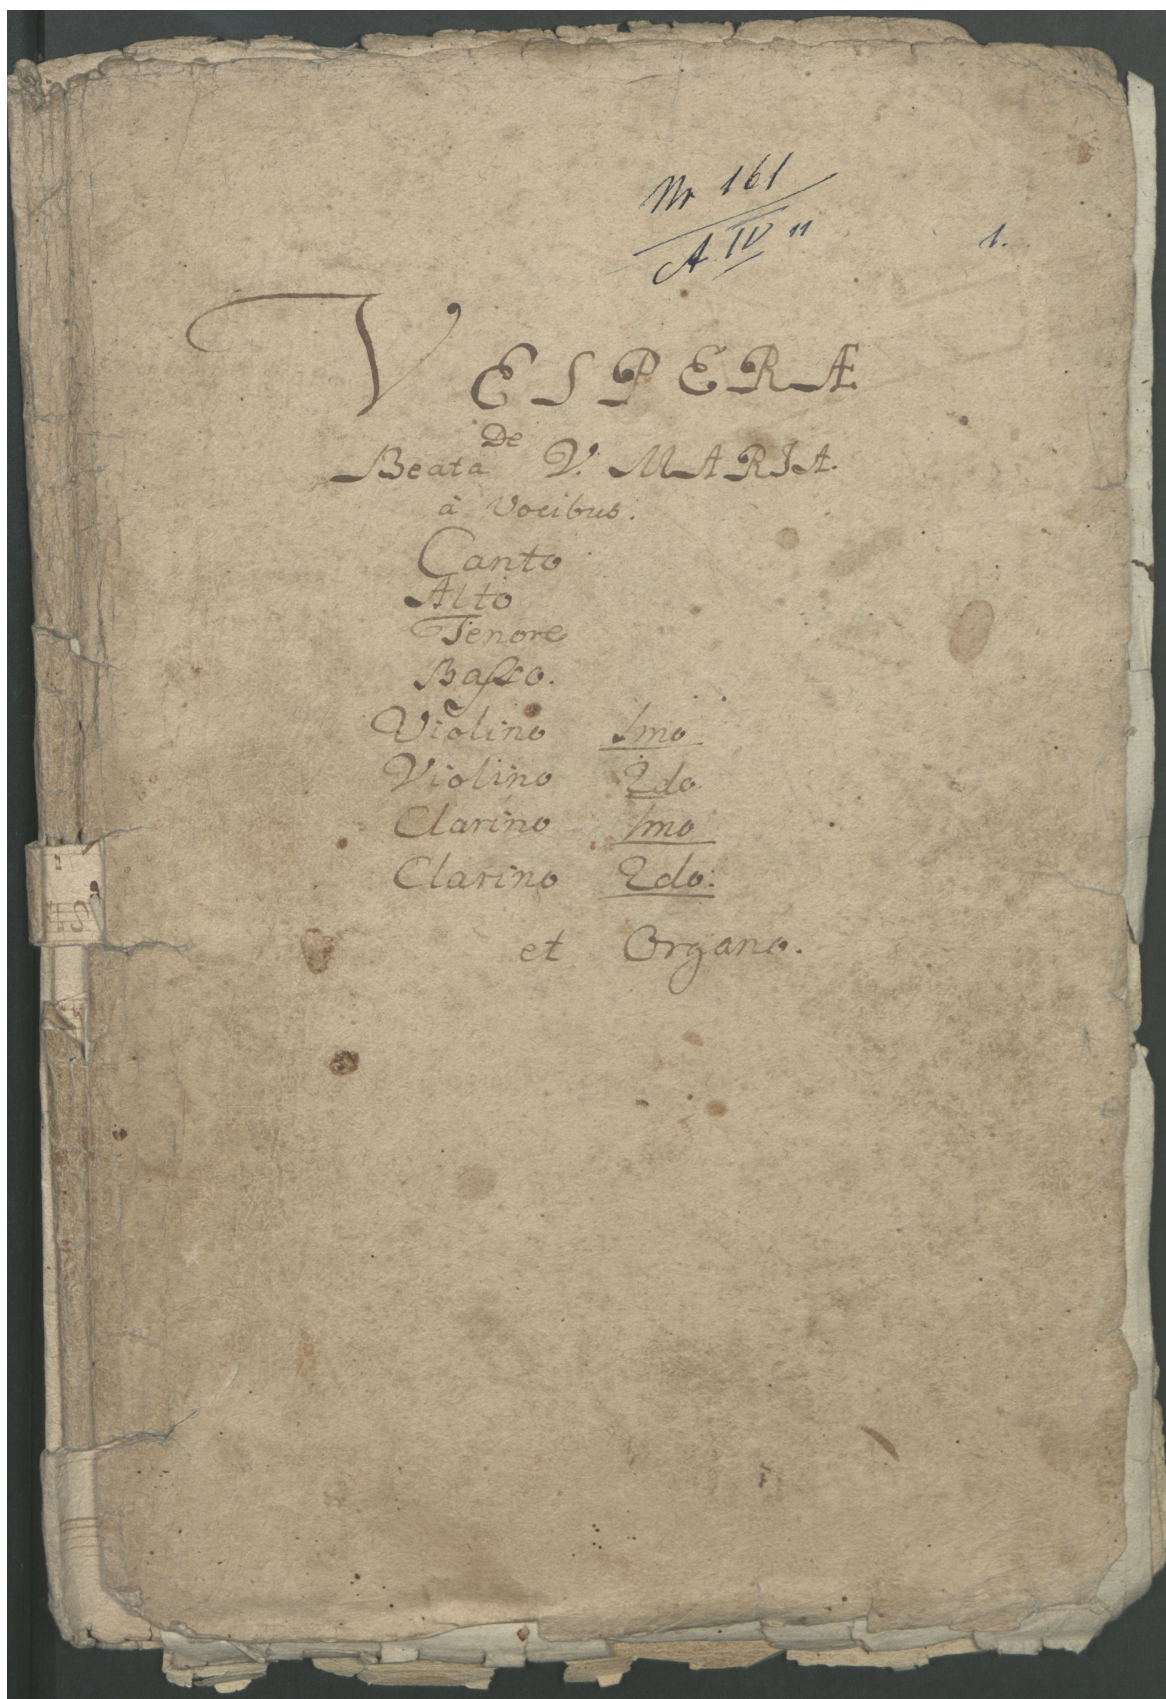 Nr 161
A IV "
1.
VESPERÆ
De
Beata V. MARIA.
à Vocibus.
Canto
Alto
Tenore
Baſso.
Violino 1mo
Violino 2do
Clarino 1mo
Clarino 2do:
et Organo.